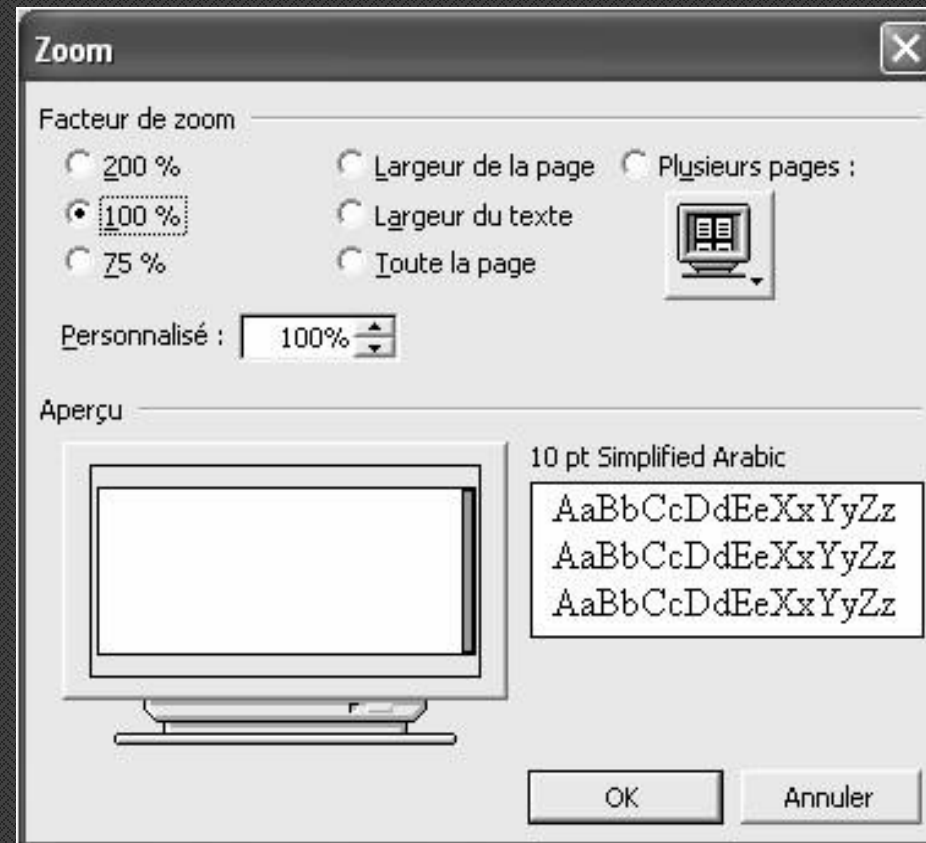 Zoom
Facteur de zoom
200 %
Largeur de la page
Plusieurs pages :
100 %
Largeur du texte
75 %
Toute la page
Personnalisé :
100%
Aperçu
10 pt Simplified Arabic
AaBbCcDdEeXxYyZz
AaBbCcDdEeXxYyZz
AaBbCcDdEeXxYyZz
OK
Annuler